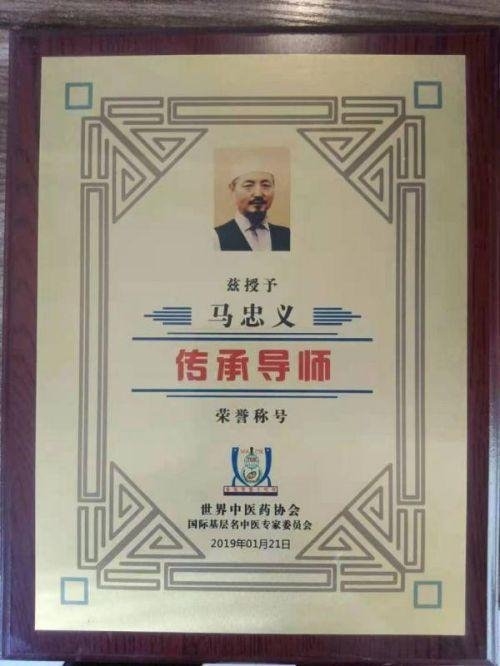 兹授予
马忠义
传承导师
荣誉称号
世界中医药协会
国际基层名中医专家委员会
2019年01月21日